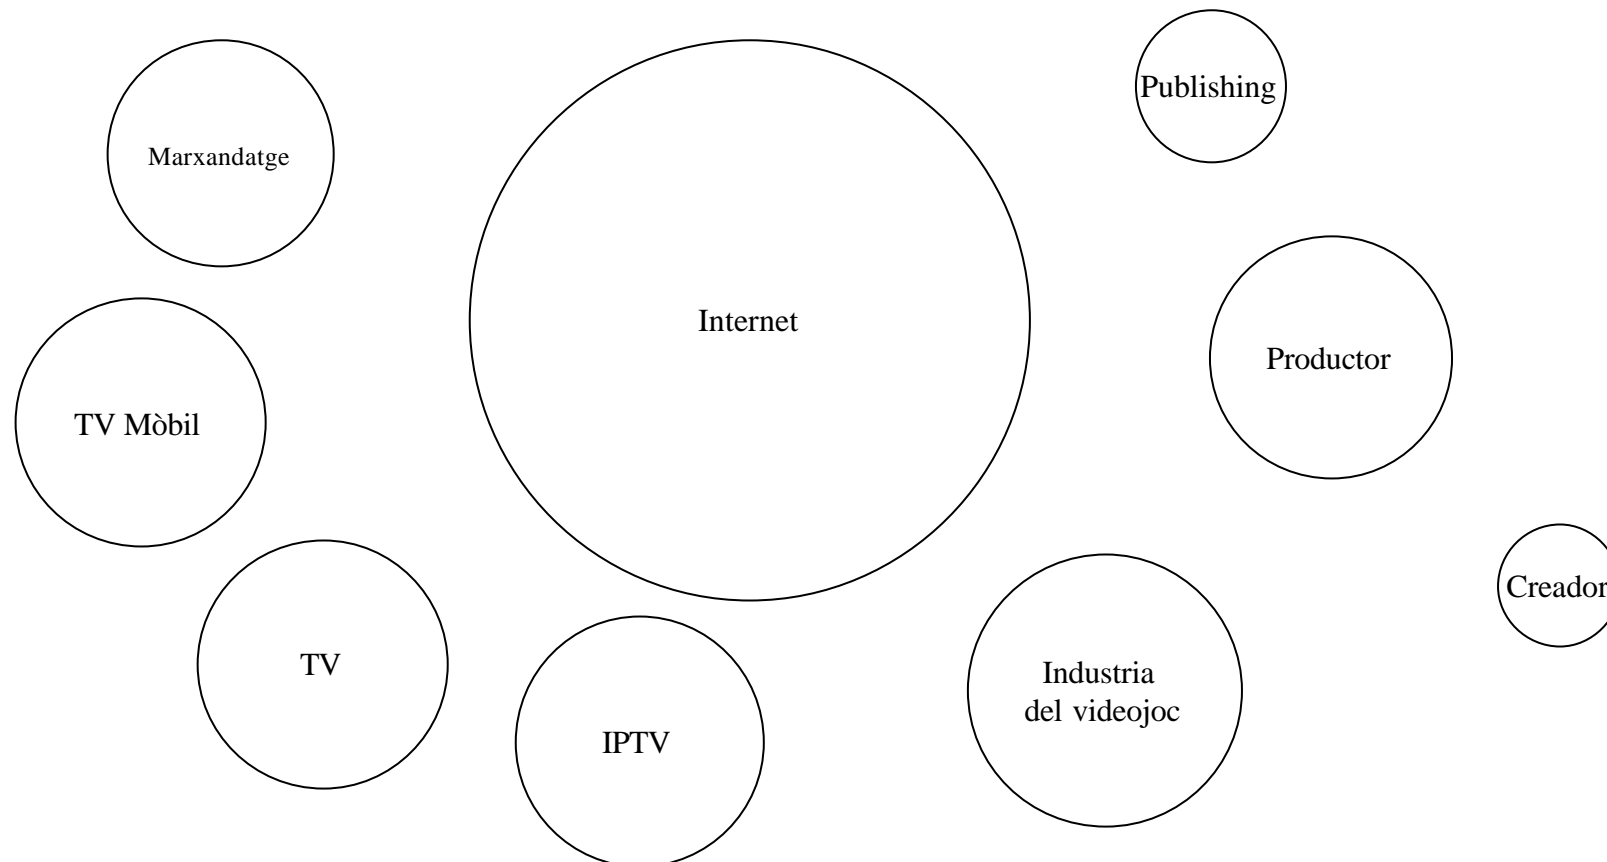 Publishing
Marxandatge
Internet
Productor
TV Mòbil
Creador
TV
Industria
del videojoc
IPTV